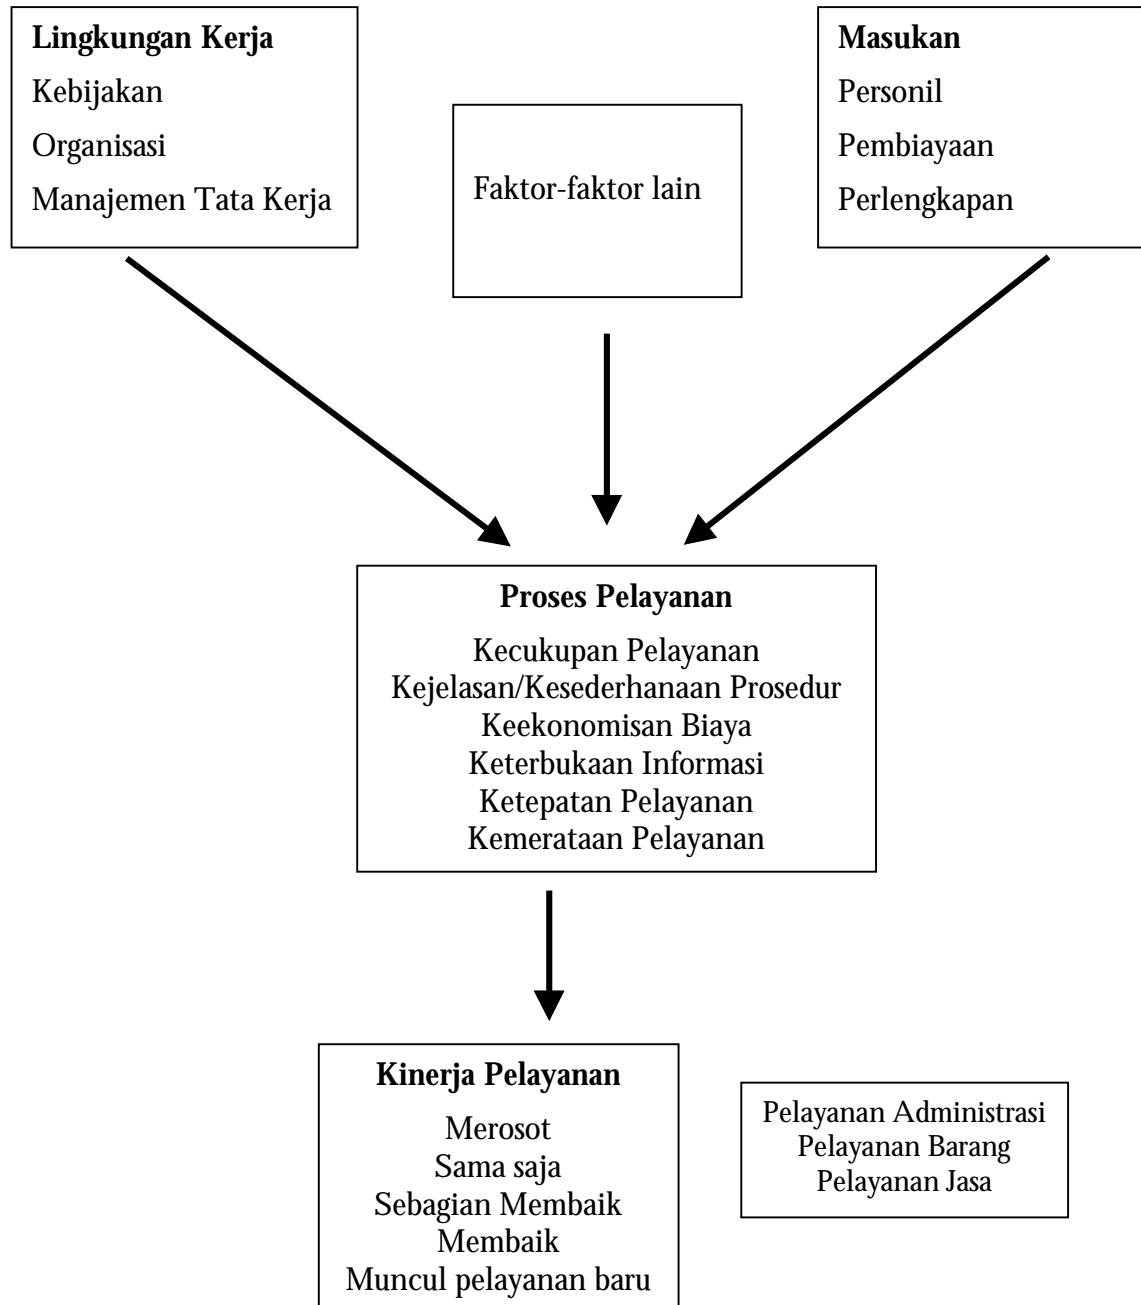 Lingkungan Kerja
Kebijakan
Organisasi
Manajemen Tata Kerja
Faktor-faktor lain
Masukan
Personil
Pembiayaan
Perlengkapan
Proses Pelayanan
Kecukupan Pelayanan
Kejelasan/Kesederhanaan Prosedur
Keekonomisan Biaya
Keterbukaan Informasi
Ketepatan Pelayanan
Kemerataan Pelayanan
Kinerja Pelayanan
Merosot
Sama saja
Sebagian Membaik
Membaik
Muncul pelayanan baru
Pelayanan Administrasi
Pelayanan Barang
Pelayanan Jasa